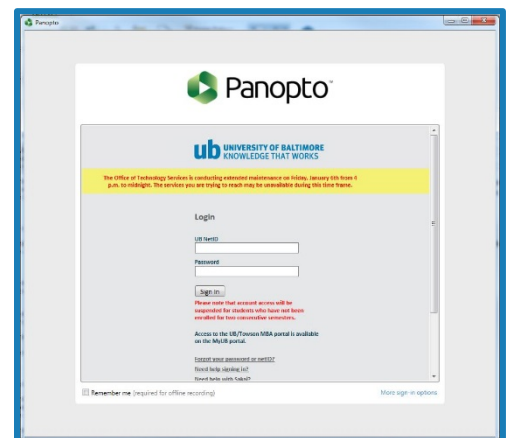 Panopto
Panopto
ub UNIVERSITY OF BALTIMORE
KNOWLEDGE THAT WORKS
The Office of Technology Services is conducting extended maintenance on Friday, January 6th from 4
p.m. to midnight. The services you are trying to reach may be unavailable during this time frame.
Login
UB NetID
Password
Sign in
Please note that account access will be
suspended for students who have not been
enrolled for two consecutive semesters.
Access to the UB/Towson MBA portal is available
on the MyUB portal.
Forgot your password or netID?
Need help signing in?
Need help with Sakai?
Remember me (required for offline recording)
More sign-in options